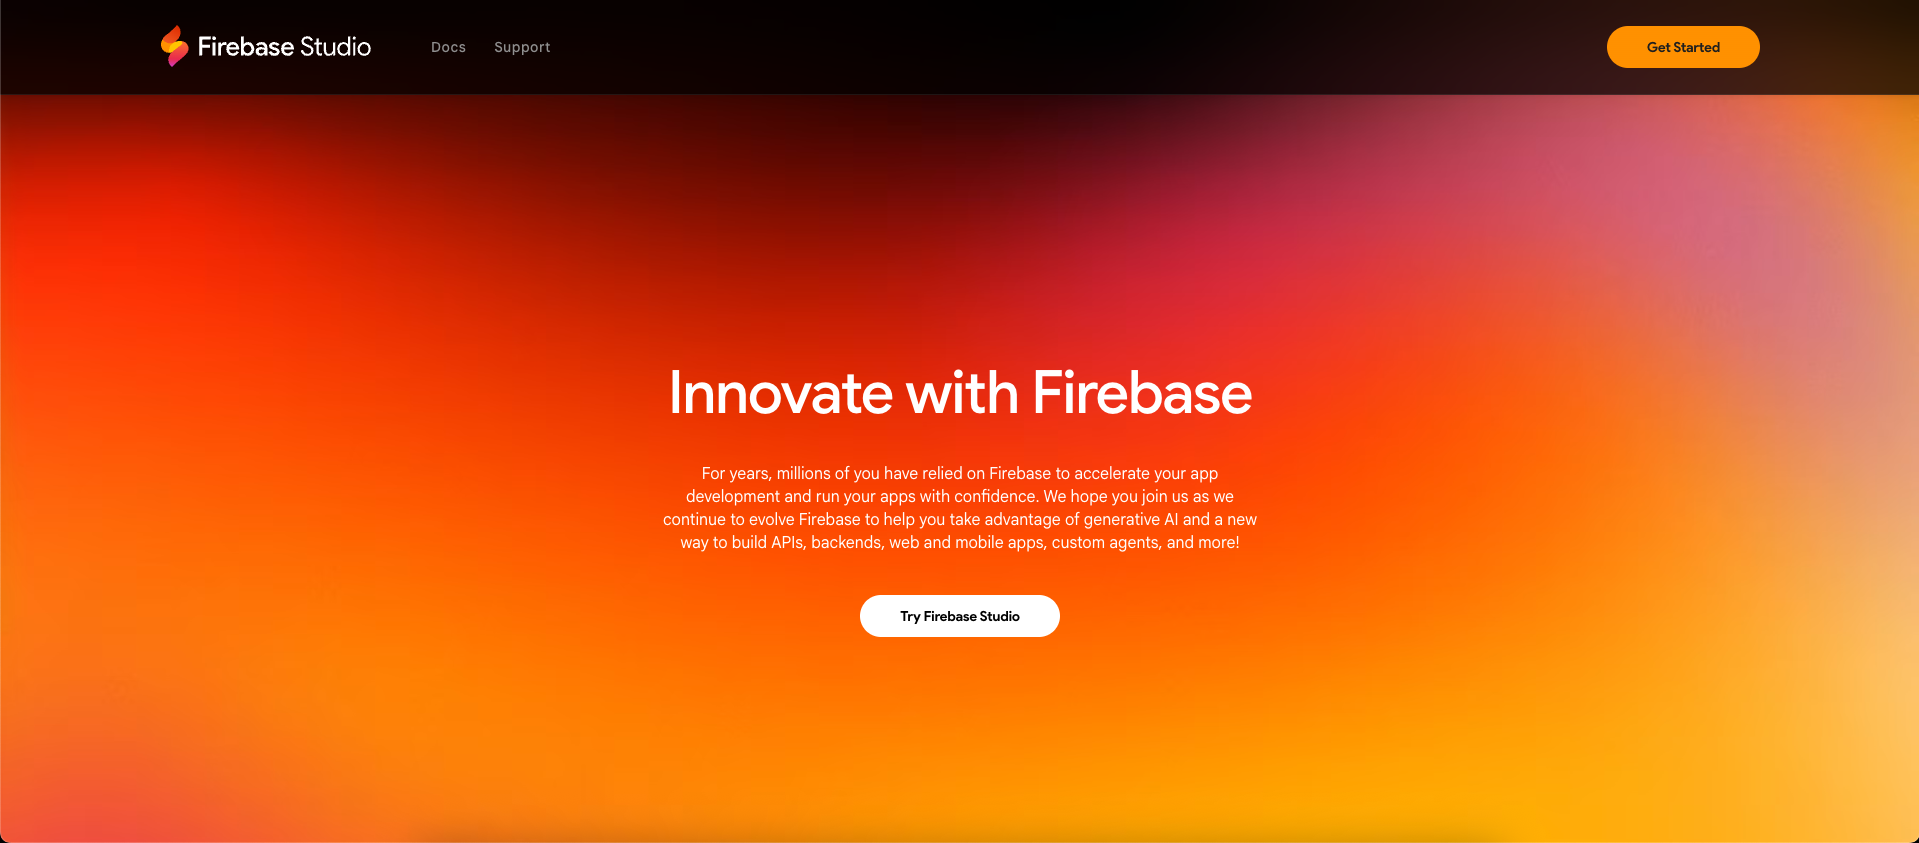 Firebase Studio
Docs
Support
Get Started
Innovate with Firebase
For years, millions of you have relied on Firebase to accelerate your app
development and run your apps with confidence. We hope you join us as we
continue to evolve Firebase to help you take advantage of generative AI and a new
way to build APIs, backends, web and mobile apps, custom agents, and more!
Try Firebase Studio